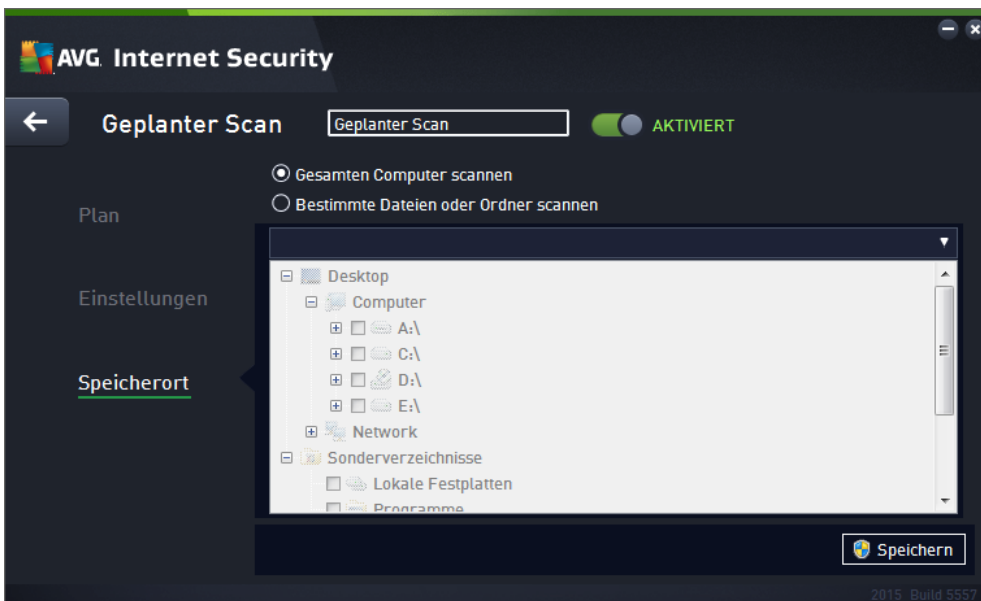 AVG. Internet Security
Geplanter Scan
Geplanter Scan
AKTIVIERT
Gesamten Computer scannen
Bestimmte Dateien oder Ordner scannen
Plan
Einstellungen
Speicherort
Desktop
Computer
A:\
C:\
D:\
E:\
Network
Sonderverzeichnisse
Lokale Festplatten
Programme
Speichern
2015 Build 5557